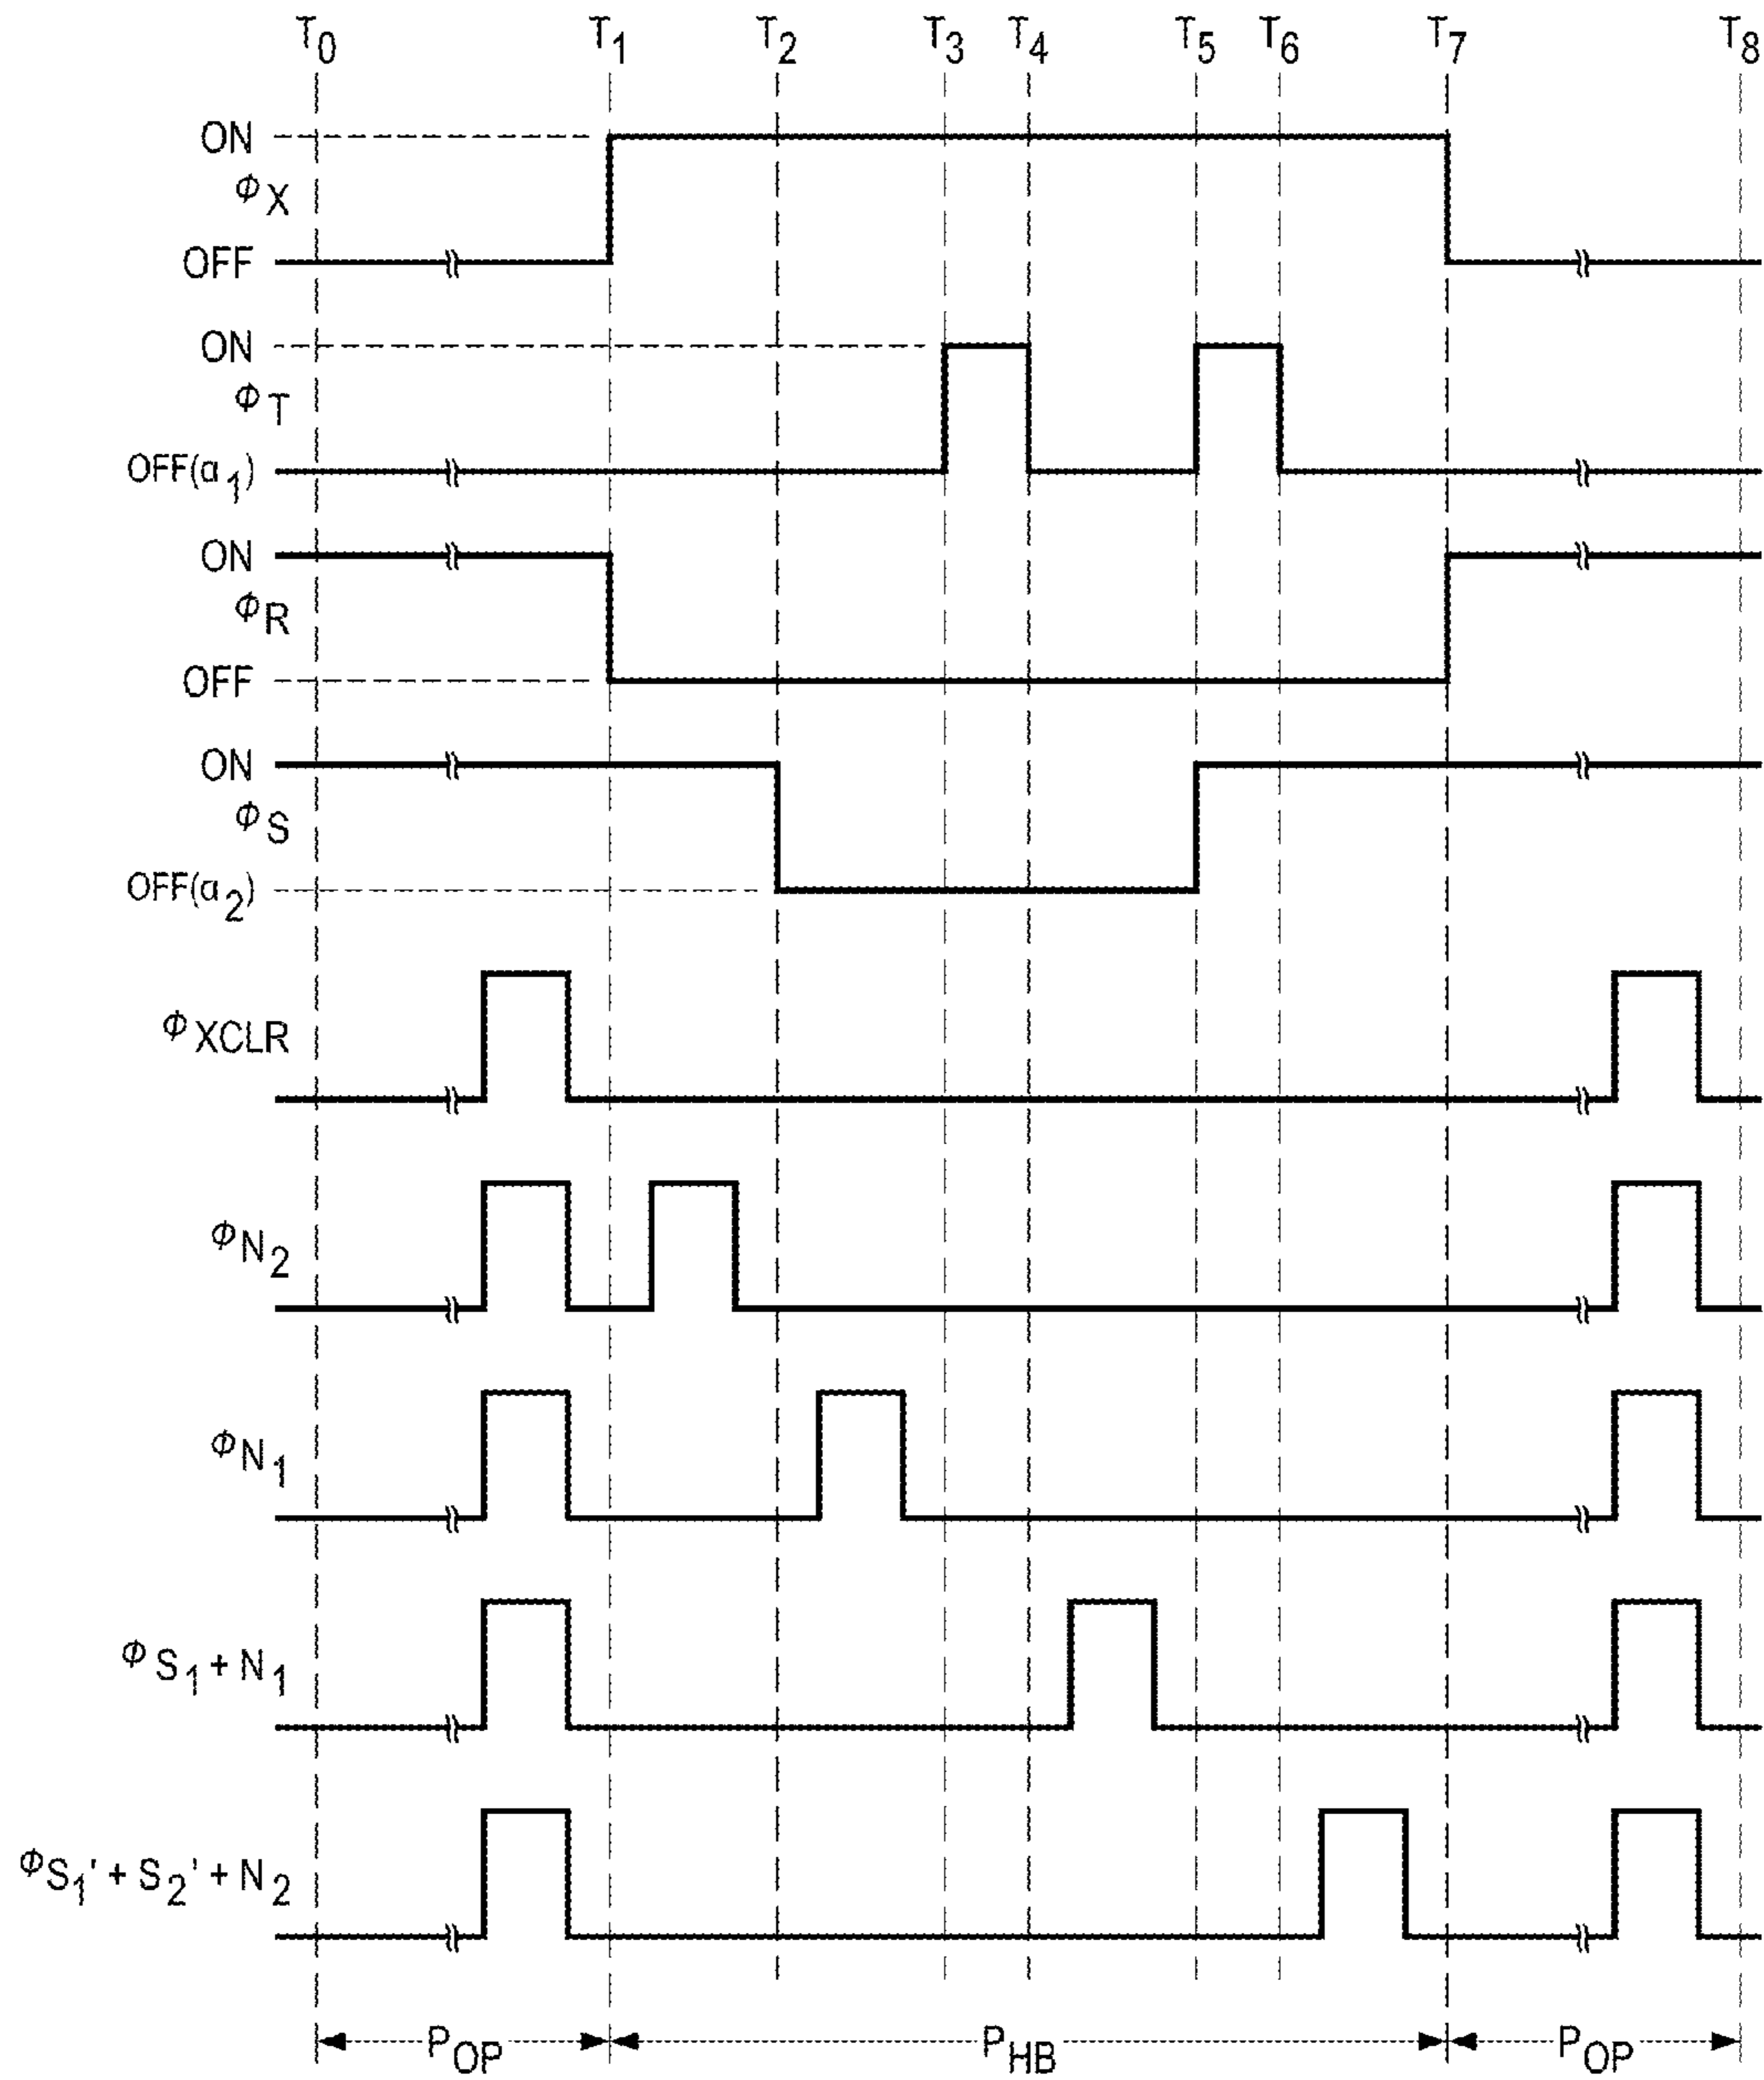 T0 T1 T2 T3 T4 T5 T6 T7 T8
ON
ΦX
OFF
ON
ΦT
OFF(α1)
ON
ΦR
OFF
ON
ΦS
OFF(α2)
ΦXCLR
ΦN2
ΦN1
ΦS1 + N1
ΦS1' + S2' + N2
POP PHB POP